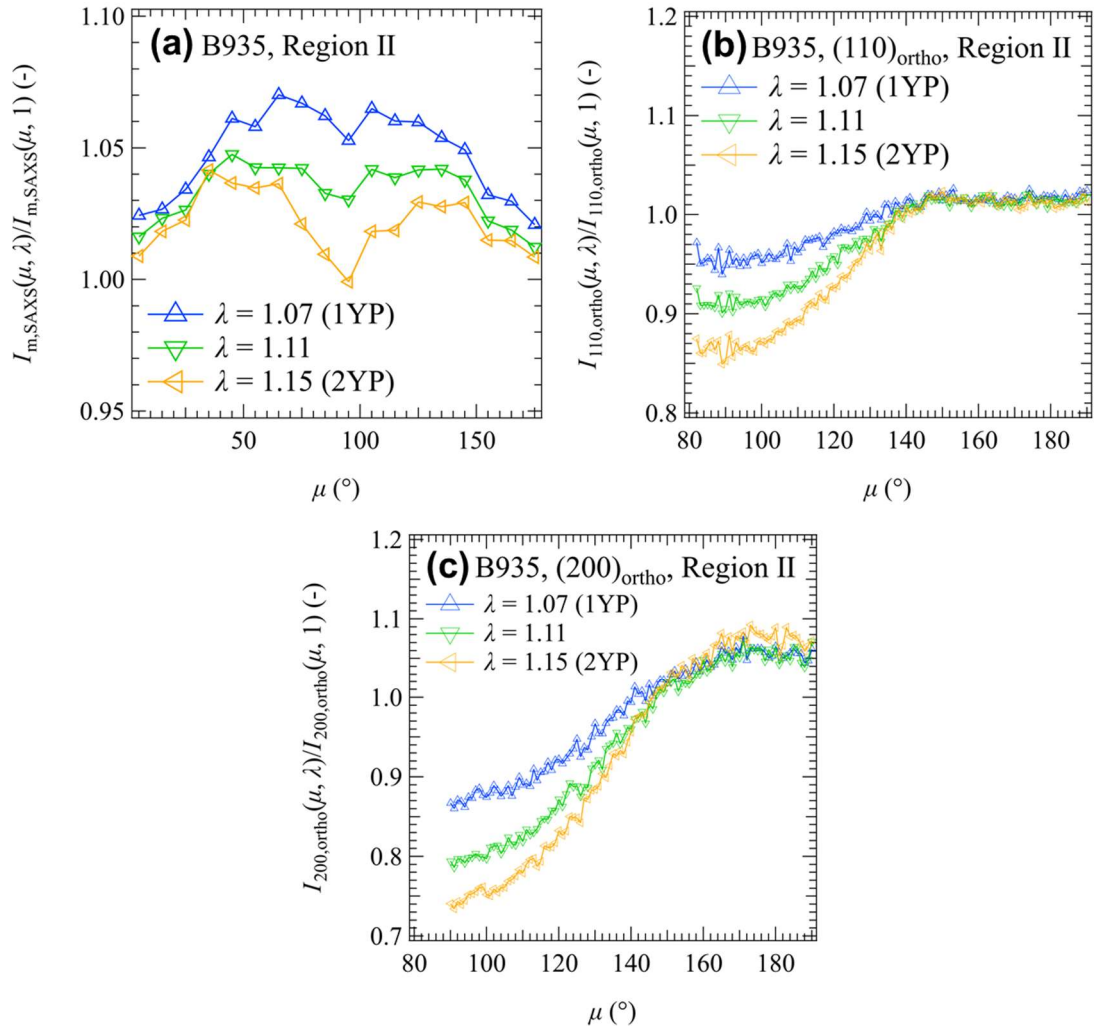 (a) B935, Region II
I_m,SAXS(μ, λ)/I_m,SAXS(μ, 1) (-)
1.10
1.05
1.00
0.95
λ = 1.07 (1YP)
λ = 1.11
λ = 1.15 (2YP)
50 100 150
μ (°)
(b) B935, (110)ortho, Region II
I_110,ortho(μ, λ)/I_110,ortho(μ, 1) (-)
1.2
1.1
1.0
0.9
0.8
λ = 1.07 (1YP)
λ = 1.11
λ = 1.15 (2YP)
80 100 120 140 160 180
μ (°)
(c) B935, (200)ortho, Region II
I_200,ortho(μ, λ)/I_200,ortho(μ, 1) (-)
1.2
1.1
1.0
0.9
0.8
0.7
λ = 1.07 (1YP)
λ = 1.11
λ = 1.15 (2YP)
80 100 120 140 160 180
μ (°)